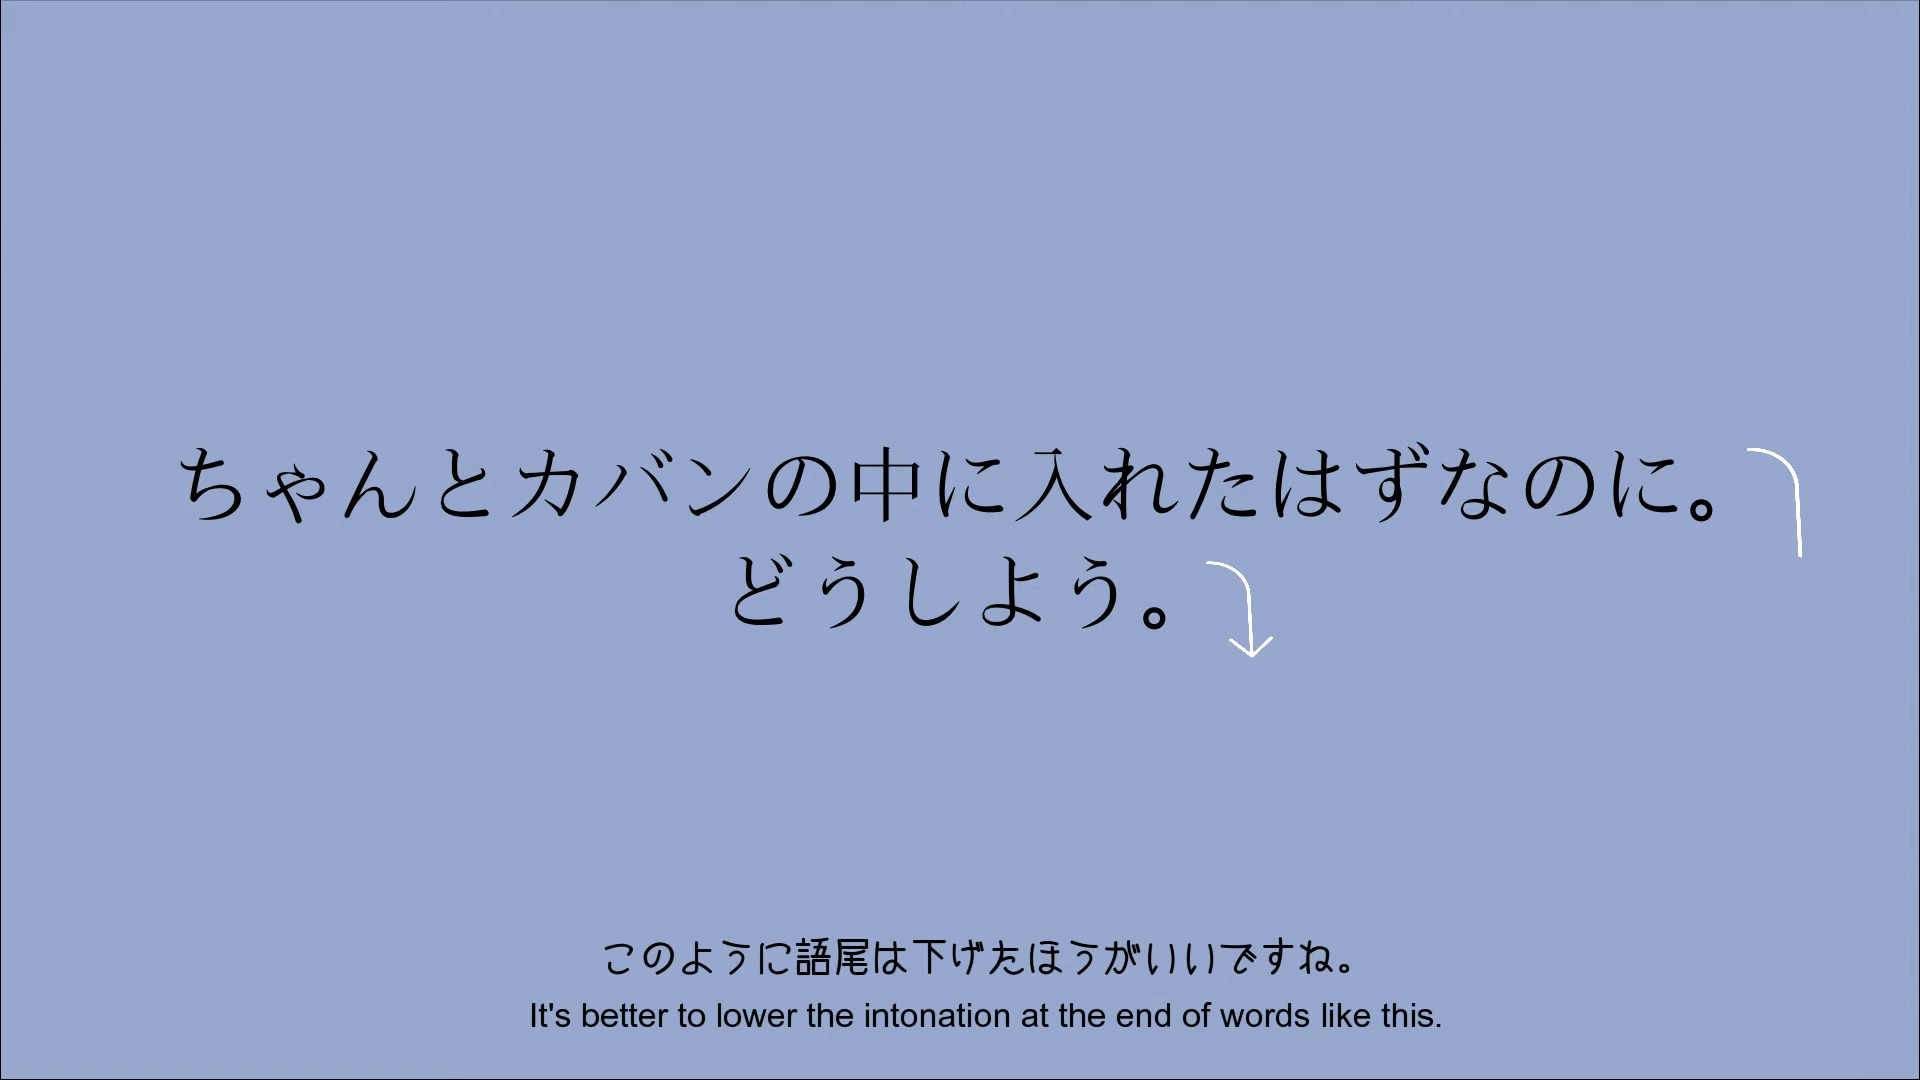 ちゃんとカバンの中に入れたはずなのに。
どうしよう。
このように語尾は下げたほうがいいですね。
It's better to lower the intonation at the end of words like this.